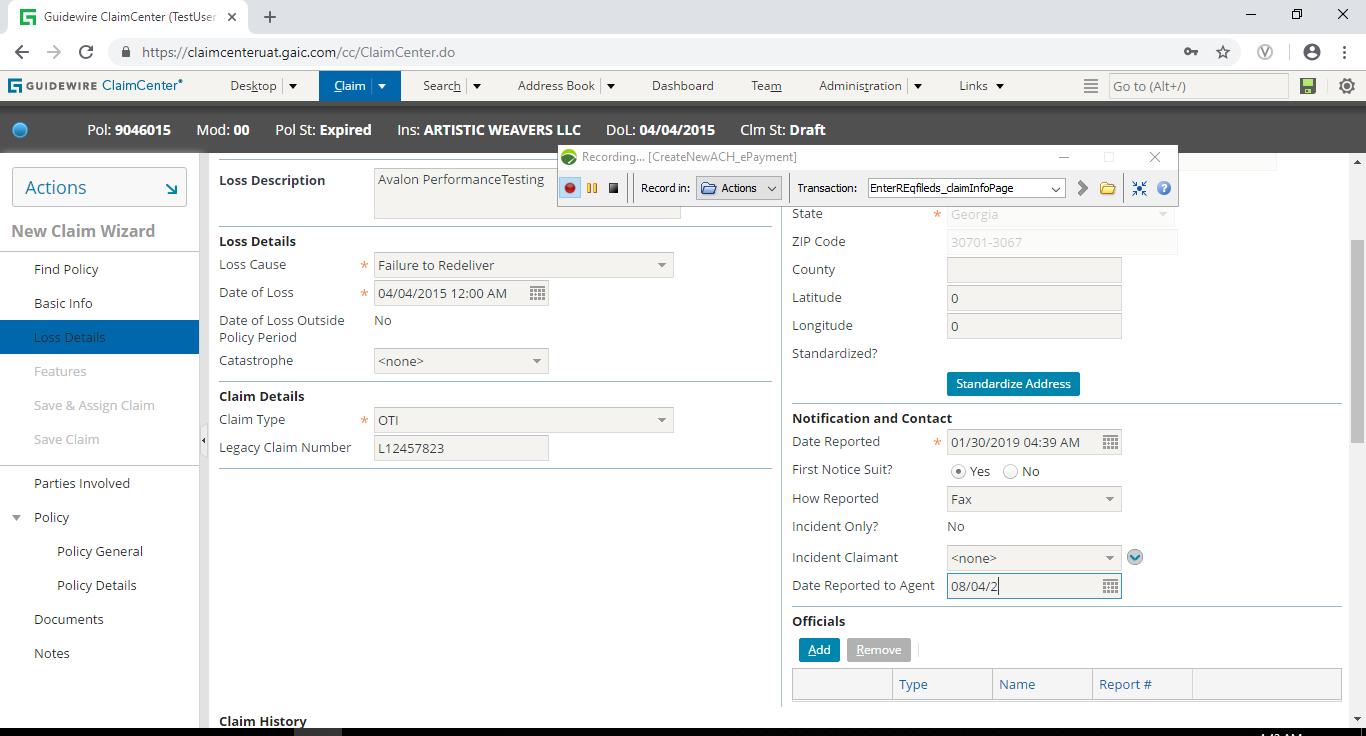 Guidewire ClaimCenter (TestUser
https://claimcenteruat.gaic.com/cc/ClaimCenter.do
GUIDEWIRE ClaimCenter®
Desktop
Claim
Search
Address Book
Dashboard
Team
Administration
Links
Go to (Alt+/)
Pol: 9046015 Mod: 00 Pol St: Expired Ins: ARTISTIC WEAVERS LLC DoL: 04/04/2015 Clm St: Draft
Recording... [CreateNewACH_ePayment]
Record in: Actions Transaction: EnterREqfileds_claimInfoPage
Actions
New Claim Wizard
Find Policy
Basic Info
Loss Details
Features
Save & Assign Claim
Save Claim
Parties Involved
Policy
Policy General
Policy Details
Documents
Notes
Loss Description Avalon PerformanceTesting
Loss Details
Loss Cause * Failure to Redeliver
Date of Loss * 04/04/2015 12:00 AM
Date of Loss Outside No
Policy Period
Catastrophe <none>
Claim Details
Claim Type * OTI
Legacy Claim Number L12457823
Claim History
State * Georgia
ZIP Code 30701-3067
County
Latitude 0
Longitude 0
Standardized?
Standardize Address
Notification and Contact
Date Reported * 01/30/2019 04:39 AM
First Notice Suit? Yes No
How Reported Fax
Incident Only? No
Incident Claimant <none>
Date Reported to Agent 08/04/2
Officials
Add Remove
Type Name Report #